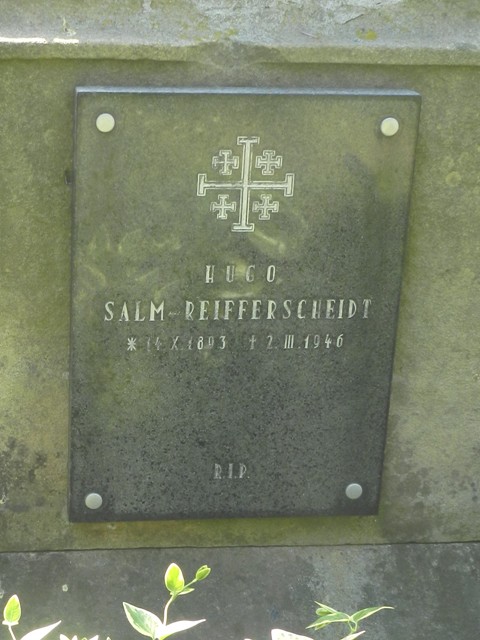 HUGO
SALM-REIFFERSCHEIDT
* 14.X.1893 † 2.III.1946
R.I.P.